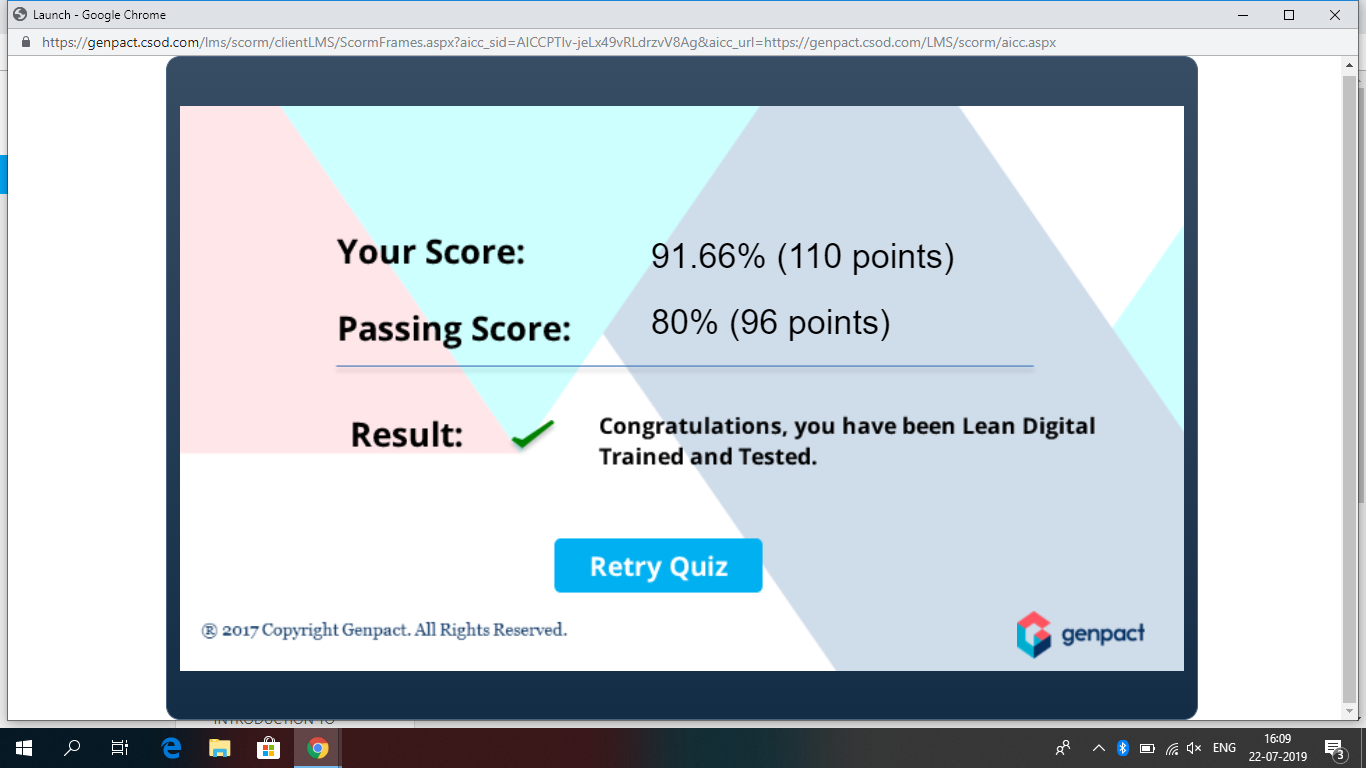 Launch - Google Chrome
https://genpact.csod.com/lms/scorm/clientLMS/ScormFrames.aspx?aicc_sid=AICCPTIv-jeLx49vRLdrzvV8Ag&aicc_url=https://genpact.csod.com/LMS/scorm/aicc.aspx
Your Score: 91.66% (110 points)
Passing Score: 80% (96 points)
Result: Congratulations, you have been Lean Digital
Trained and Tested.
Retry Quiz
® 2017 Copyright Genpact. All Rights Reserved.
genpact
INTRODUCTION TO
ENG
16:09
22-07-2019
3